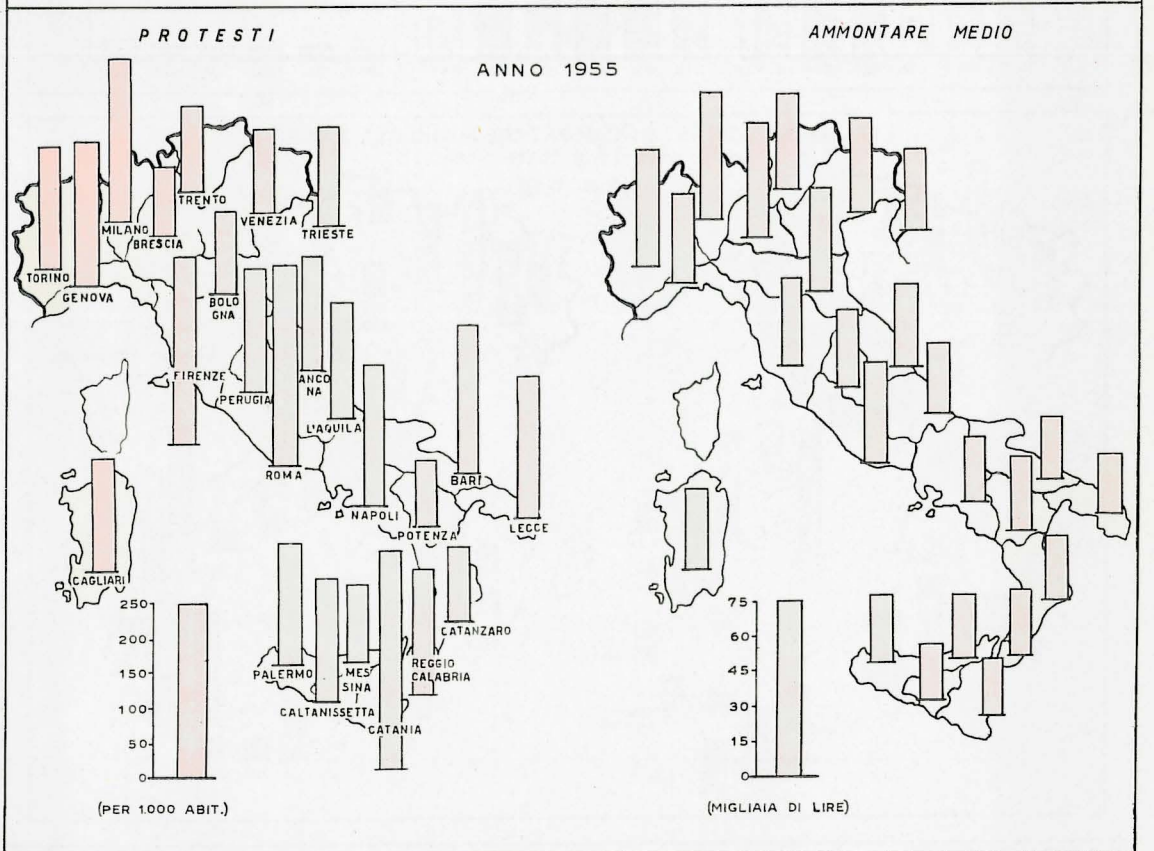 PROTESTI
AMMONTARE MEDIO
ANNO 1955
TRENTO
MILANO
BRESCIA
VENEZIA
TRIESTE
TORINO
GENOVA
BOLO
GNA
FIRENZE
PERUGIA
ANCO
NA
L'AQUILA
ROMA
BARI
NAPOLI
POTENZA
LECCE
CAGLIARI
CATANZARO
REGGIO
CALABRIA
PALERMO
MES
SINA
CALTANISSETTA
CATANIA
250
200
150
100
50
0
(PER 1.000 ABIT.)
75
60
45
30
15
0
(MIGLIAIA DI LIRE)